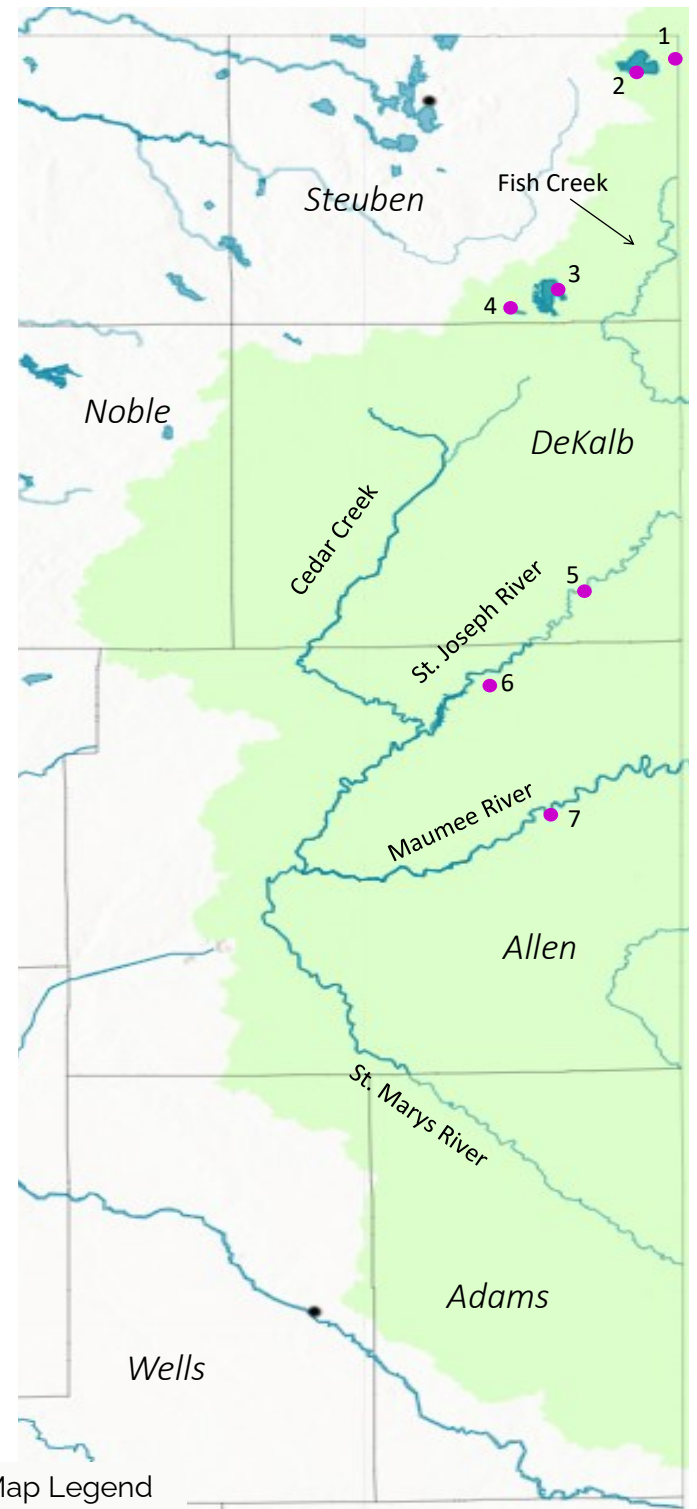 1
2
Fish Creek
Steuben
3
4
Noble
DeKalb
Cedar Creek
5
St. Joseph River
6
Maumee River
7
Allen
St. Marys River
Adams
Wells
Map Legend